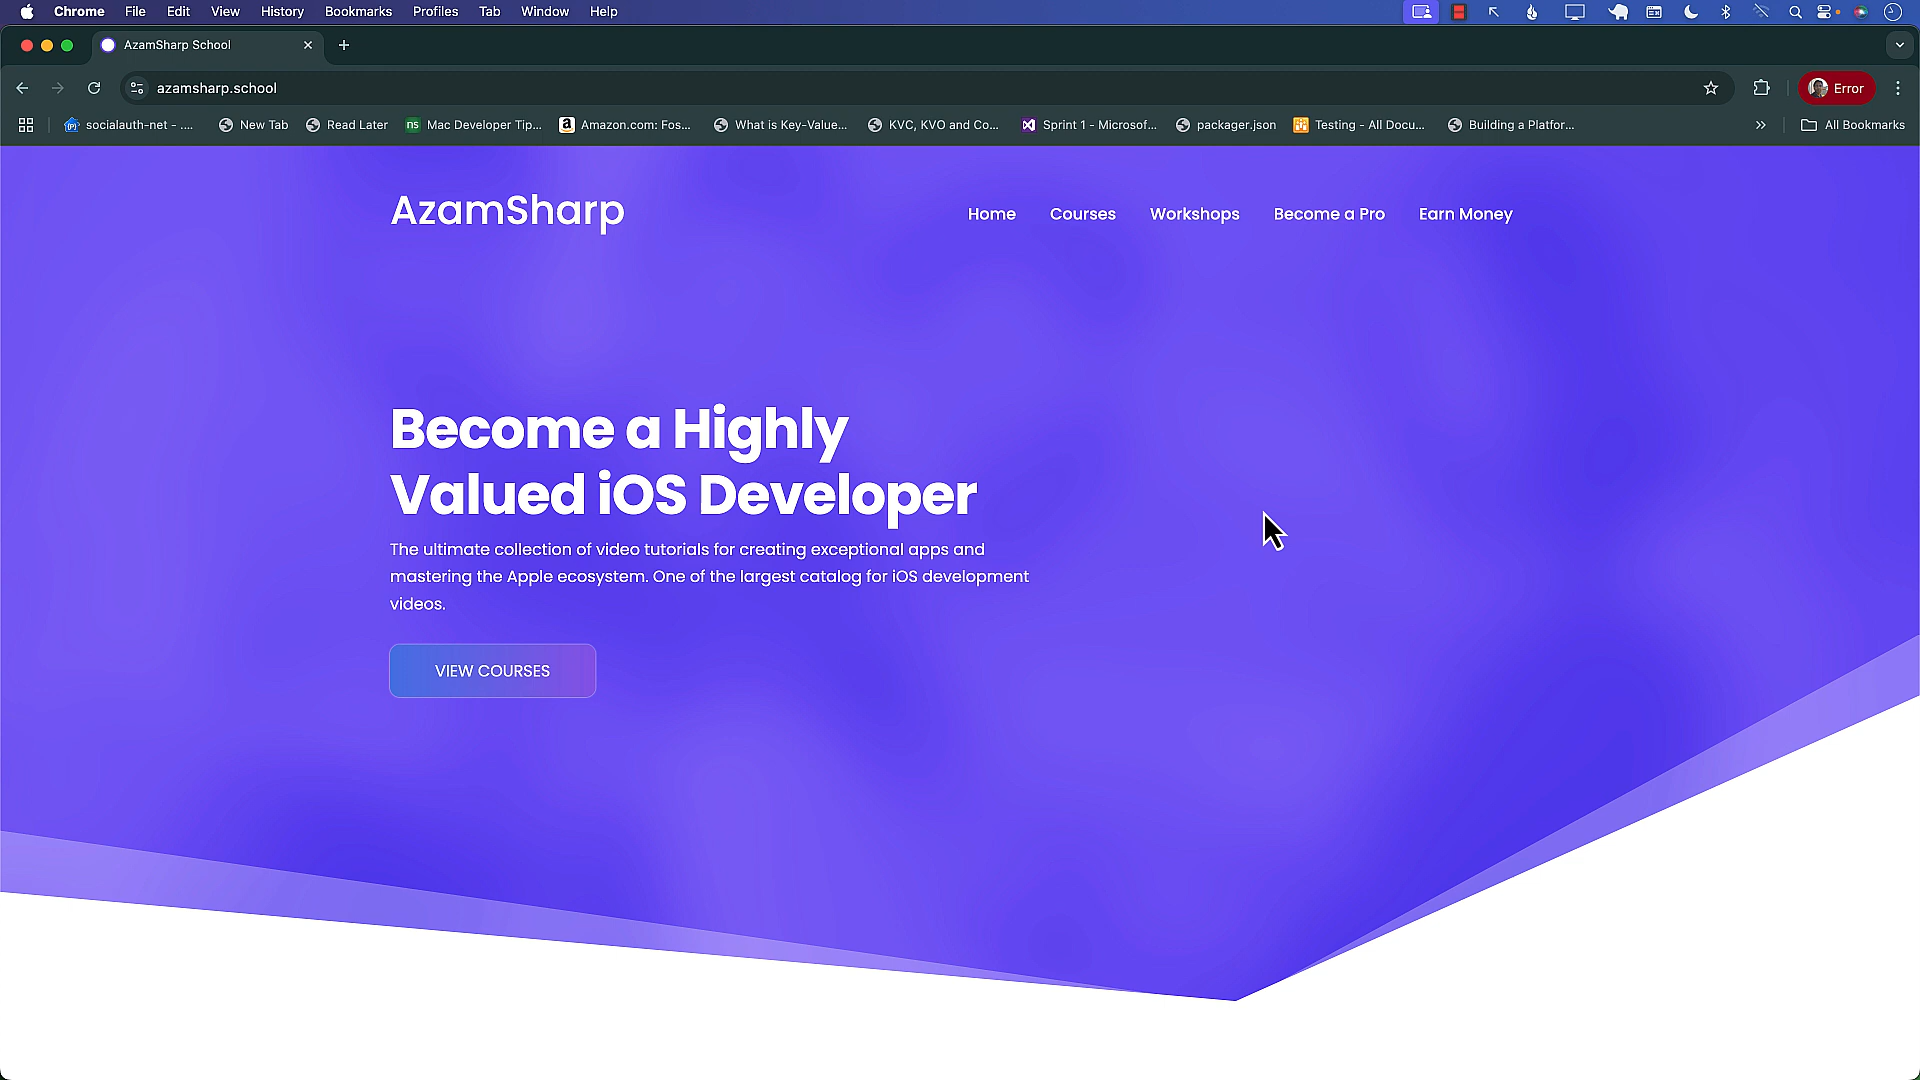 Chrome File Edit View History Bookmarks Profiles Tab Window Help
AzamSharp School
azamsharp.school
Error
socialauth-net - .... New Tab Read Later ns Mac Developer Tip... Amazon.com: Fos... What is Key-Value... KVC, KVO and Co... Sprint 1 - Microsof... packager.json Testing - All Docu... Building a Platfor... All Bookmarks
AzamSharp
Home Courses Workshops Become a Pro Earn Money
Become a Highly
Valued iOS Developer
The ultimate collection of video tutorials for creating exceptional apps and
mastering the Apple ecosystem. One of the largest catalog for iOS development
videos.
VIEW COURSES